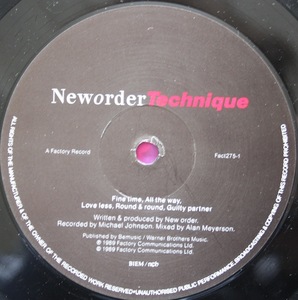 Neworder Technique
A Factory Record
Fact275-1
Fine time, All the way,
Love less, Round & round, Guilty partner
Written & produced by New order.
Recorded by Michael Johnson. Mixed by Alan Meyerson.
Published by Bemusic / Warner Brothers Music.
℗ 1989 Factory Communications Ltd.
© 1989 Factory Communications Ltd.
BIEM / ncb
ALL RIGHTS OF THE MANUFACTURER & OF THE OWNER OF THE RECORDED WORK RESERVED•UNAUTHORISED PUBLIC PERFORMANCE, BROADCASTING & COPYING OF THIS RECORD PROHIBITED